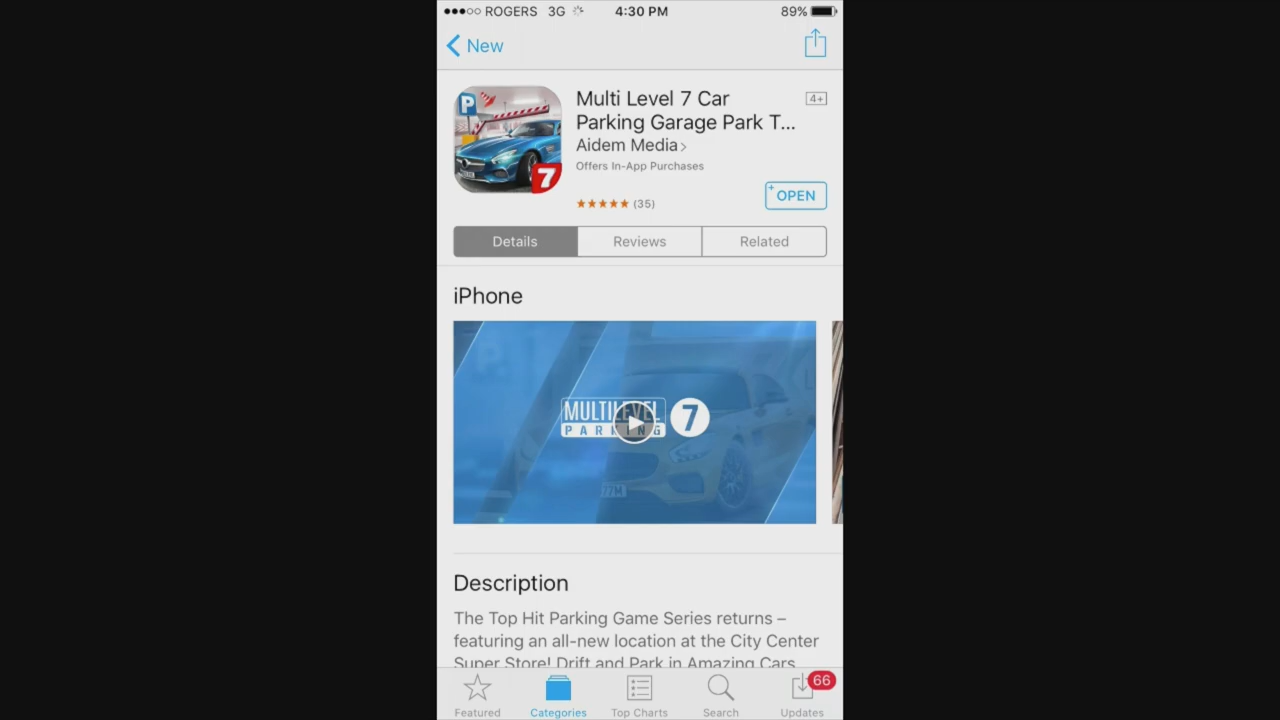 ROGERS 3G 4:30 PM 89%
New
Multi Level 7 Car
Parking Garage Park T...
4+
Aidem Media
Offers In-App Purchases
+ OPEN
(35)
P
7
Details Reviews Related
iPhone
MULTILEVEL
PARKING
7
Description
The Top Hit Parking Game Series returns –
featuring an all-new location at the City Center
Super Store! Drift and Park in Amazing Cars
Featured Categories Top Charts Search Updates
66